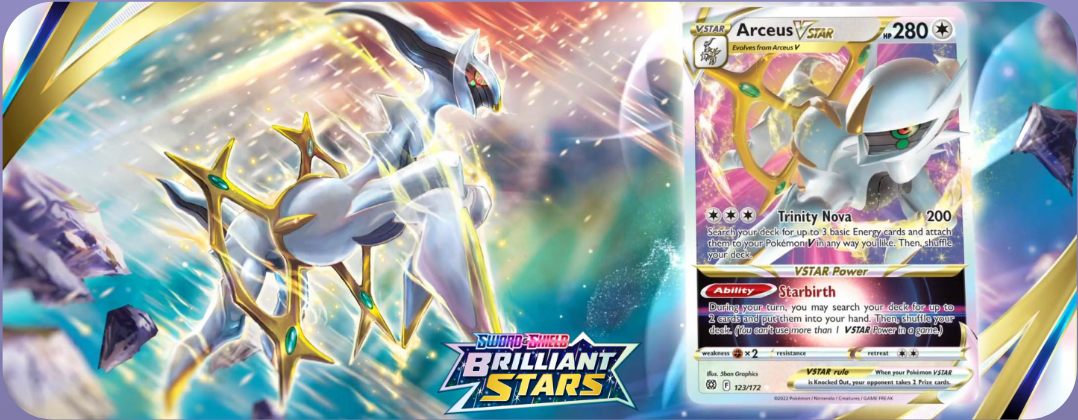 VSTAR
Arceus VSTAR
HP 280
Evolves from Arceus V
Trinity Nova 200
Search your deck for up to 3 basic Energy cards and attach
them to your Pokémon V in any way you like. Then, shuffle
your deck.
VSTAR Power
Ability Starbirth
During your turn, you may search your deck for up to
2 cards and put them into your hand. Then, shuffle your
deck. (You can't use more than 1 VSTAR Power in a game.)
weakness ×2 resistance retreat
Illus. 5ban Graphics
F 123/172
VSTAR rule When your Pokémon VSTAR
is Knocked Out, your opponent takes 2 Prize cards.
©2022 Pokémon / Nintendo / Creatures / GAME FREAK
SWORD & SHIELD
BRILLIANT
STARS